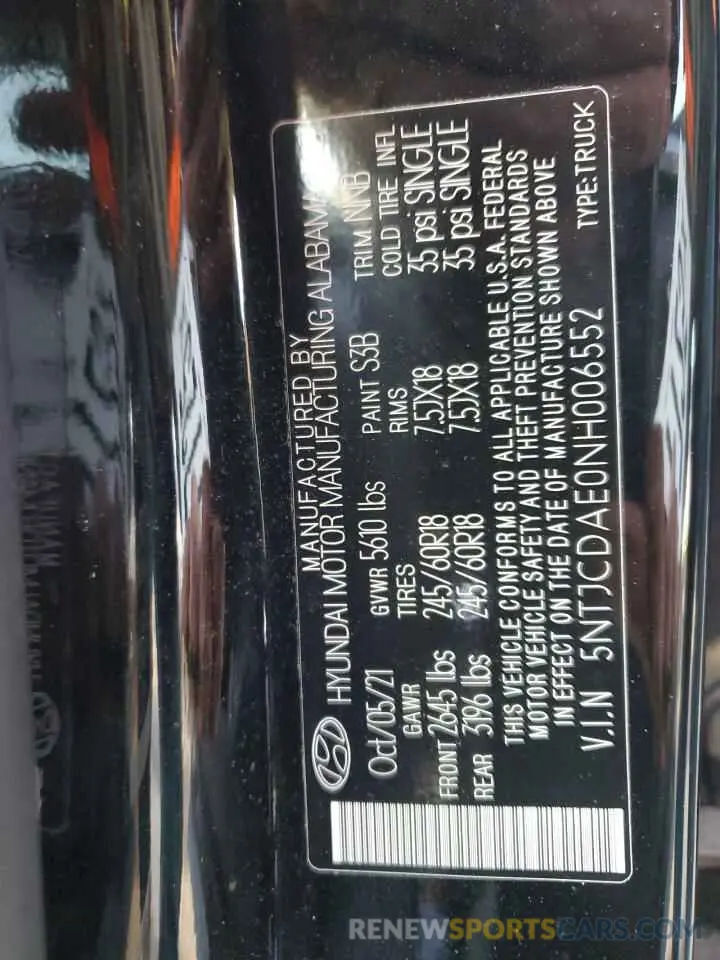 MANUFACTURED BY
HYUNDAI MOTOR MANUFACTURING ALABAMA
Oct/05/21 GVWR 5610 lbs PAINT S3B TRIM NNB
GAWR TIRES RIMS COLD TIRE INFL
FRONT 2645 lbs 245/60R18 7.5JX18 35 psi SINGLE
REAR 3196 lbs 245/60R18 7.5JX18 35 psi SINGLE
THIS VEHICLE CONFORMS TO ALL APPLICABLE U.S.A. FEDERAL
MOTOR VEHICLE SAFETY AND THEFT PREVENTION STANDARDS
IN EFFECT ON THE DATE OF MANUFACTURE SHOWN ABOVE
V.I.N 5NTJCDAE0NH006552 TYPE:TRUCK
RENEWSPORTSCARS.COM